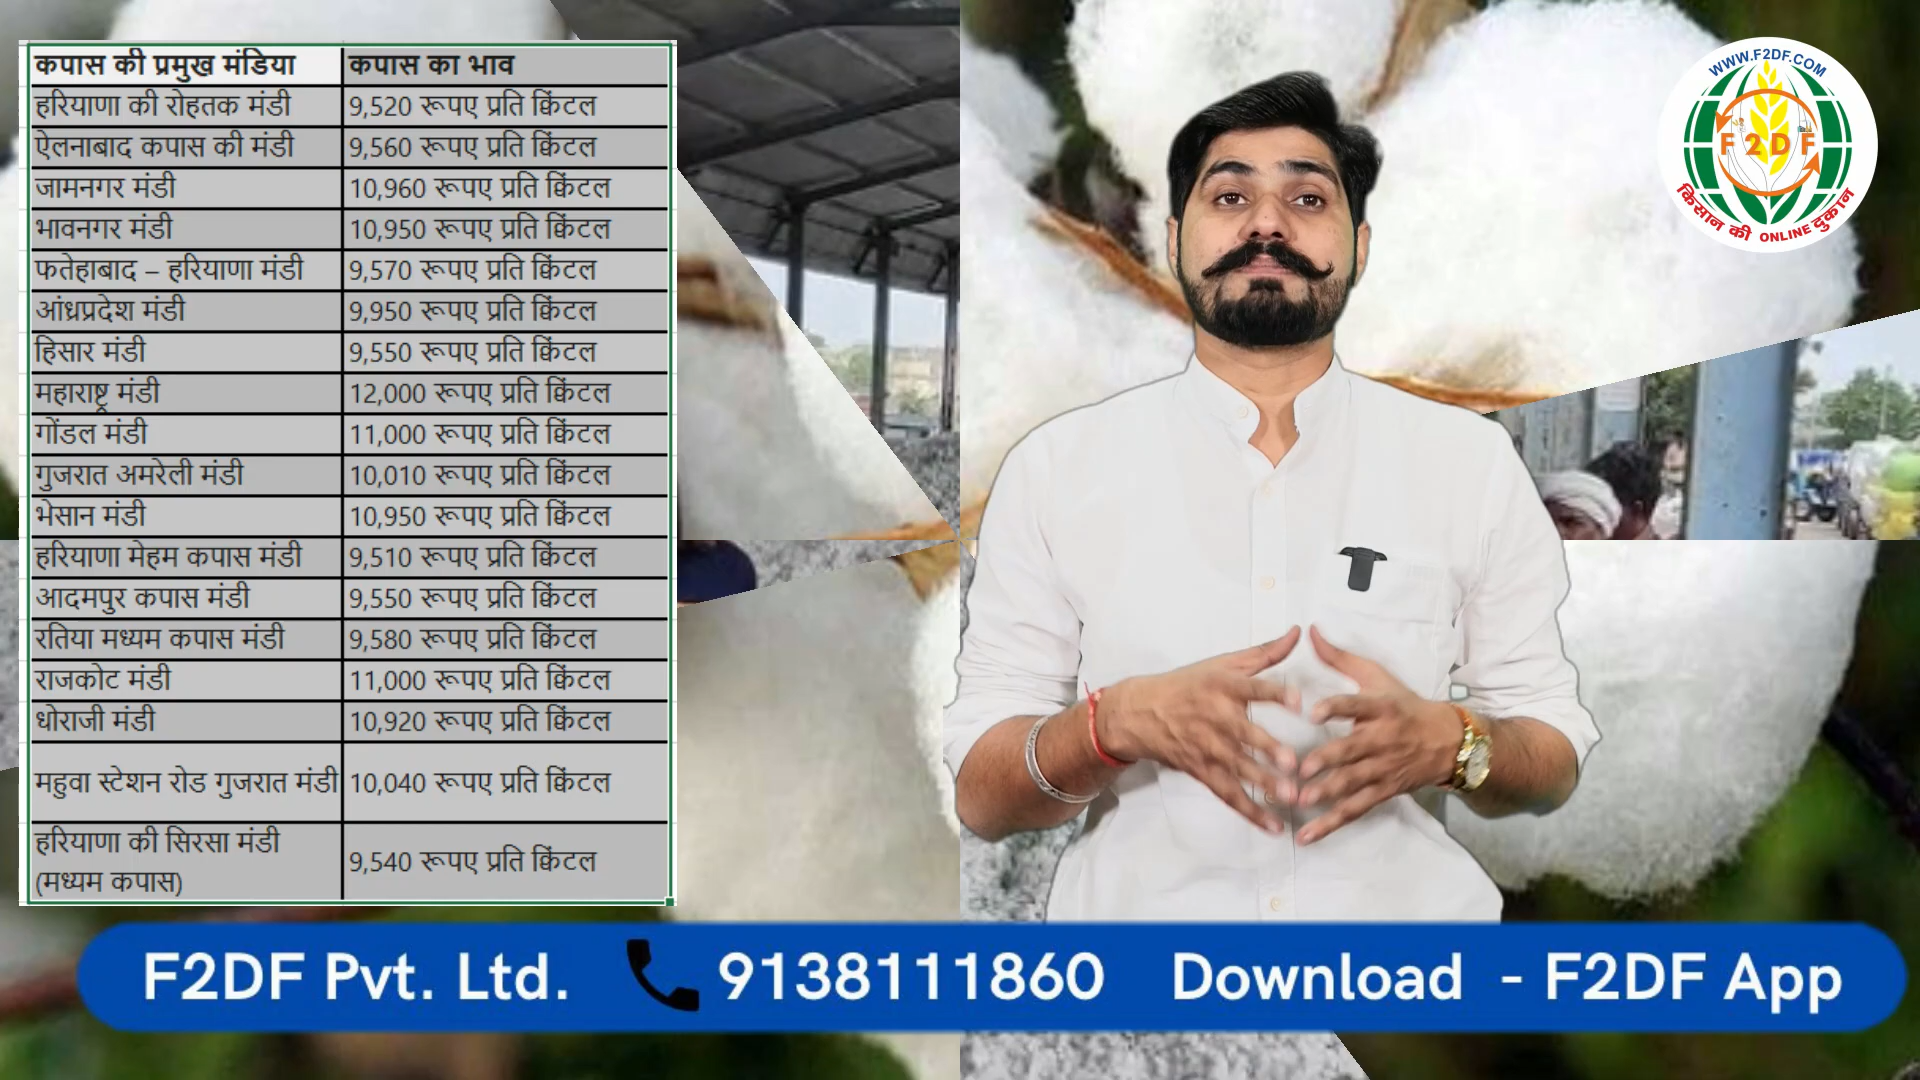 कपास की प्रमुख मंडिया कपास का भाव
हरियाणा की रोहतक मंडी 9,520 रूपए प्रति क्विंटल
ऐलनाबाद कपास की मंडी 9,560 रूपए प्रति क्विंटल
जामनगर मंडी 10,960 रूपए प्रति क्विंटल
भावनगर मंडी 10,950 रूपए प्रति क्विंटल
फतेहाबाद – हरियाणा मंडी 9,570 रूपए प्रति क्विंटल
आंध्रप्रदेश मंडी 9,950 रूपए प्रति क्विंटल
हिसार मंडी 9,550 रूपए प्रति क्विंटल
महाराष्ट्र मंडी 12,000 रूपए प्रति क्विंटल
गोंडल मंडी 11,000 रूपए प्रति क्विंटल
गुजरात अमरेली मंडी 10,010 रूपए प्रति क्विंटल
भेसान मंडी 10,950 रूपए प्रति क्विंटल
हरियाणा मेहम कपास मंडी 9,510 रूपए प्रति क्विंटल
आदमपुर कपास मंडी 9,550 रूपए प्रति क्विंटल
रतिया मध्यम कपास मंडी 9,580 रूपए प्रति क्विंटल
राजकोट मंडी 11,000 रूपए प्रति क्विंटल
धोराजी मंडी 10,920 रूपए प्रति क्विंटल
महुवा स्टेशन रोड गुजरात मंडी 10,040 रूपए प्रति क्विंटल
हरियाणा की सिरसा मंडी
(मध्यम कपास) 9,540 रूपए प्रति क्विंटल
WWW.F2DF.COM
F2DF
किसान की ONLINE दुकान
F2DF Pvt. Ltd. 9138111860 Download - F2DF App